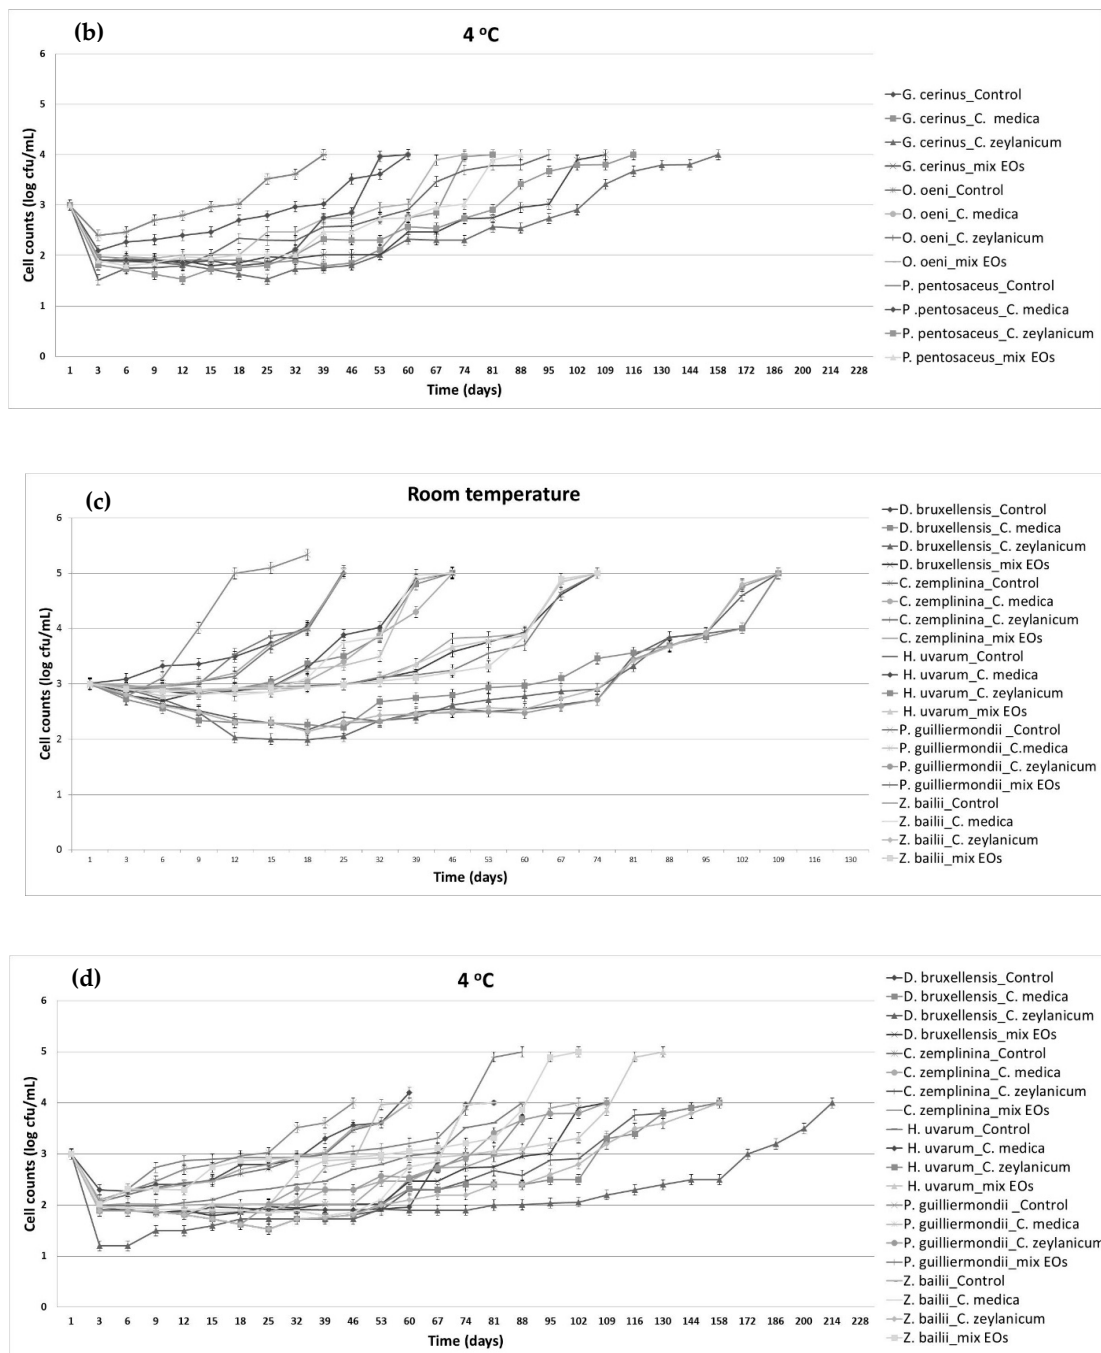 (b)
4 °C
Cell counts (log cfu/mL)
6
5
4
3
2
1
0
1 3 6 9 12 15 18 25 32 39 46 53 60 67 74 81 88 95 102 109 116 130 144 158 172 186 200 214 228
Time (days)
G. cerinus_Control
G. cerinus_C. medica
G. cerinus_C. zeylanicum
G. cerinus_mix EOs
O. oeni_Control
O. oeni_C. medica
O. oeni_C. zeylanicum
O. oeni_mix EOs
P. pentosaceus_Control
P .pentosaceus_C. medica
P. pentosaceus_C. zeylanicum
P. pentosaceus_mix EOs
(c)
Room temperature
Cell counts (log cfu/mL)
6
5
4
3
2
1
0
1 3 6 9 12 15 18 25 32 39 46 53 60 67 74 81 88 95 102 109 116 130
Time (days)
D. bruxellensis_Control
D. bruxellensis_C. medica
D. bruxellensis_C. zeylanicum
D. bruxellensis_mix EOs
C. zemplinina_Control
C. zemplinina_C. medica
C. zemplinina_C. zeylanicum
C. zemplinina_mix EOs
H. uvarum_Control
H. uvarum_C. medica
H. uvarum_C. zeylanicum
H. uvarum_mix EOs
P. guilliermondii _Control
P. guilliermondii_C.medica
P. guilliermondii_C. zeylanicum
P. guilliermondii_mix EOs
Z. bailii_Control
Z. bailii_C. medica
Z. bailii_C. zeylanicum
Z. bailii_mix EOs
(d)
4 °C
Cell counts (log cfu/mL)
6
5
4
3
2
1
0
1 3 6 9 12 15 18 25 32 39 46 53 60 67 74 81 88 95 102 109 116 130 144 158 172 186 200 214 228
Time (days)
D. bruxellensis_Control
D. bruxellensis_C. medica
D. bruxellensis_C. zeylanicum
D. bruxellensis_mix EOs
C. zemplinina_Control
C. zemplinina_C. medica
C. zemplinina_C. zeylanicum
C. zemplinina_mix EOs
H. uvarum_Control
H. uvarum_C. medica
H. uvarum_C. zeylanicum
H. uvarum_mix EOs
P. guilliermondii _Control
P. guilliermondii_C. medica
P. guilliermondii_C. zeylanicum
P. guilliermondii_mix EOs
Z. bailii_Control
Z. bailii_C. medica
Z. bailii_C. zeylanicum
Z. bailii_mix EOs